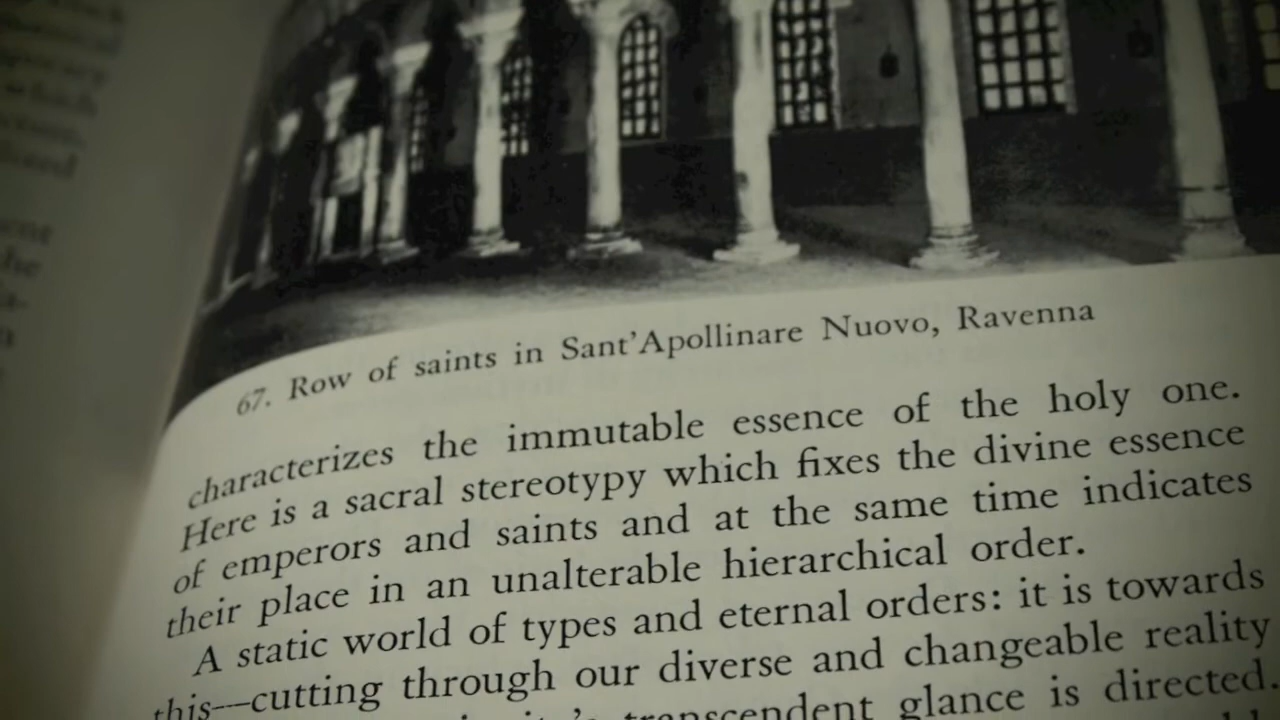 67. Row of saints in Sant'Apollinare Nuovo, Ravenna
characterizes the immutable essence of the holy one.
Here is a sacral stereotypy which fixes the divine essence
of emperors and saints and at the same time indicates
their place in an unalterable hierarchical order.
A static world of types and eternal orders: it is towards
this—cutting through our diverse and changeable reality
transcendent glance is directed.